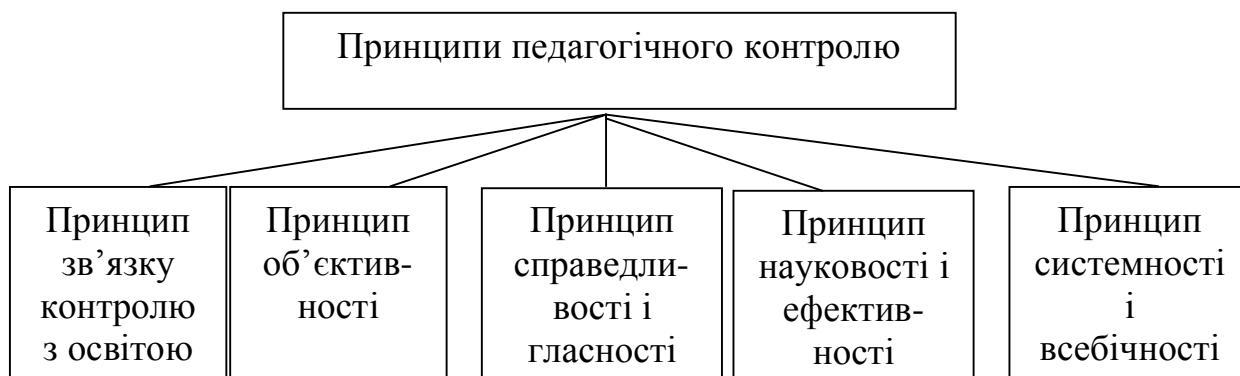 Принципи педагогічного контролю
Принцип
зв’язку
контролю
з освітою
Принцип
об’єктив-
ності
Принцип
справедли-
вості і
гласності
Принцип
науковості і
ефектив-
ності
Принцип
системності
і
всебічності